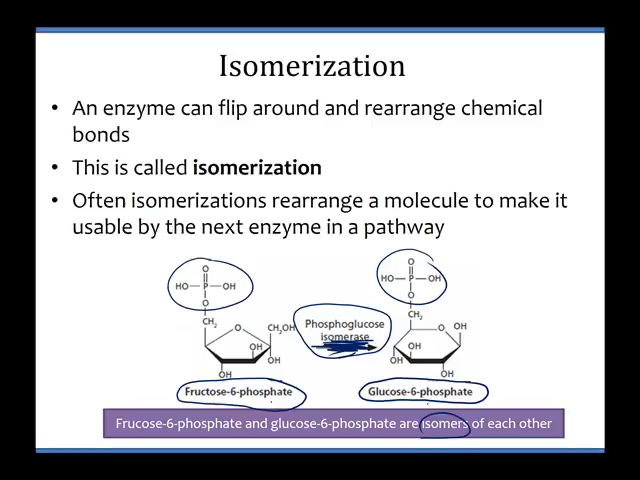 Isomerization
• An enzyme can flip around and rearrange chemical
bonds
• This is called isomerization
• Often isomerizations rearrange a molecule to make it
usable by the next enzyme in a pathway
O
HO P OH
O
CH2
O
CH2OH
OH
OH
OH
Fructose-6-phosphate
Phosphoglucose
isomerase
O
HO P OH
O
CH2
O
OH
HO
OH
OH
Glucose-6-phosphate
Frucose-6-phosphate and glucose-6-phosphate are isomers of each other